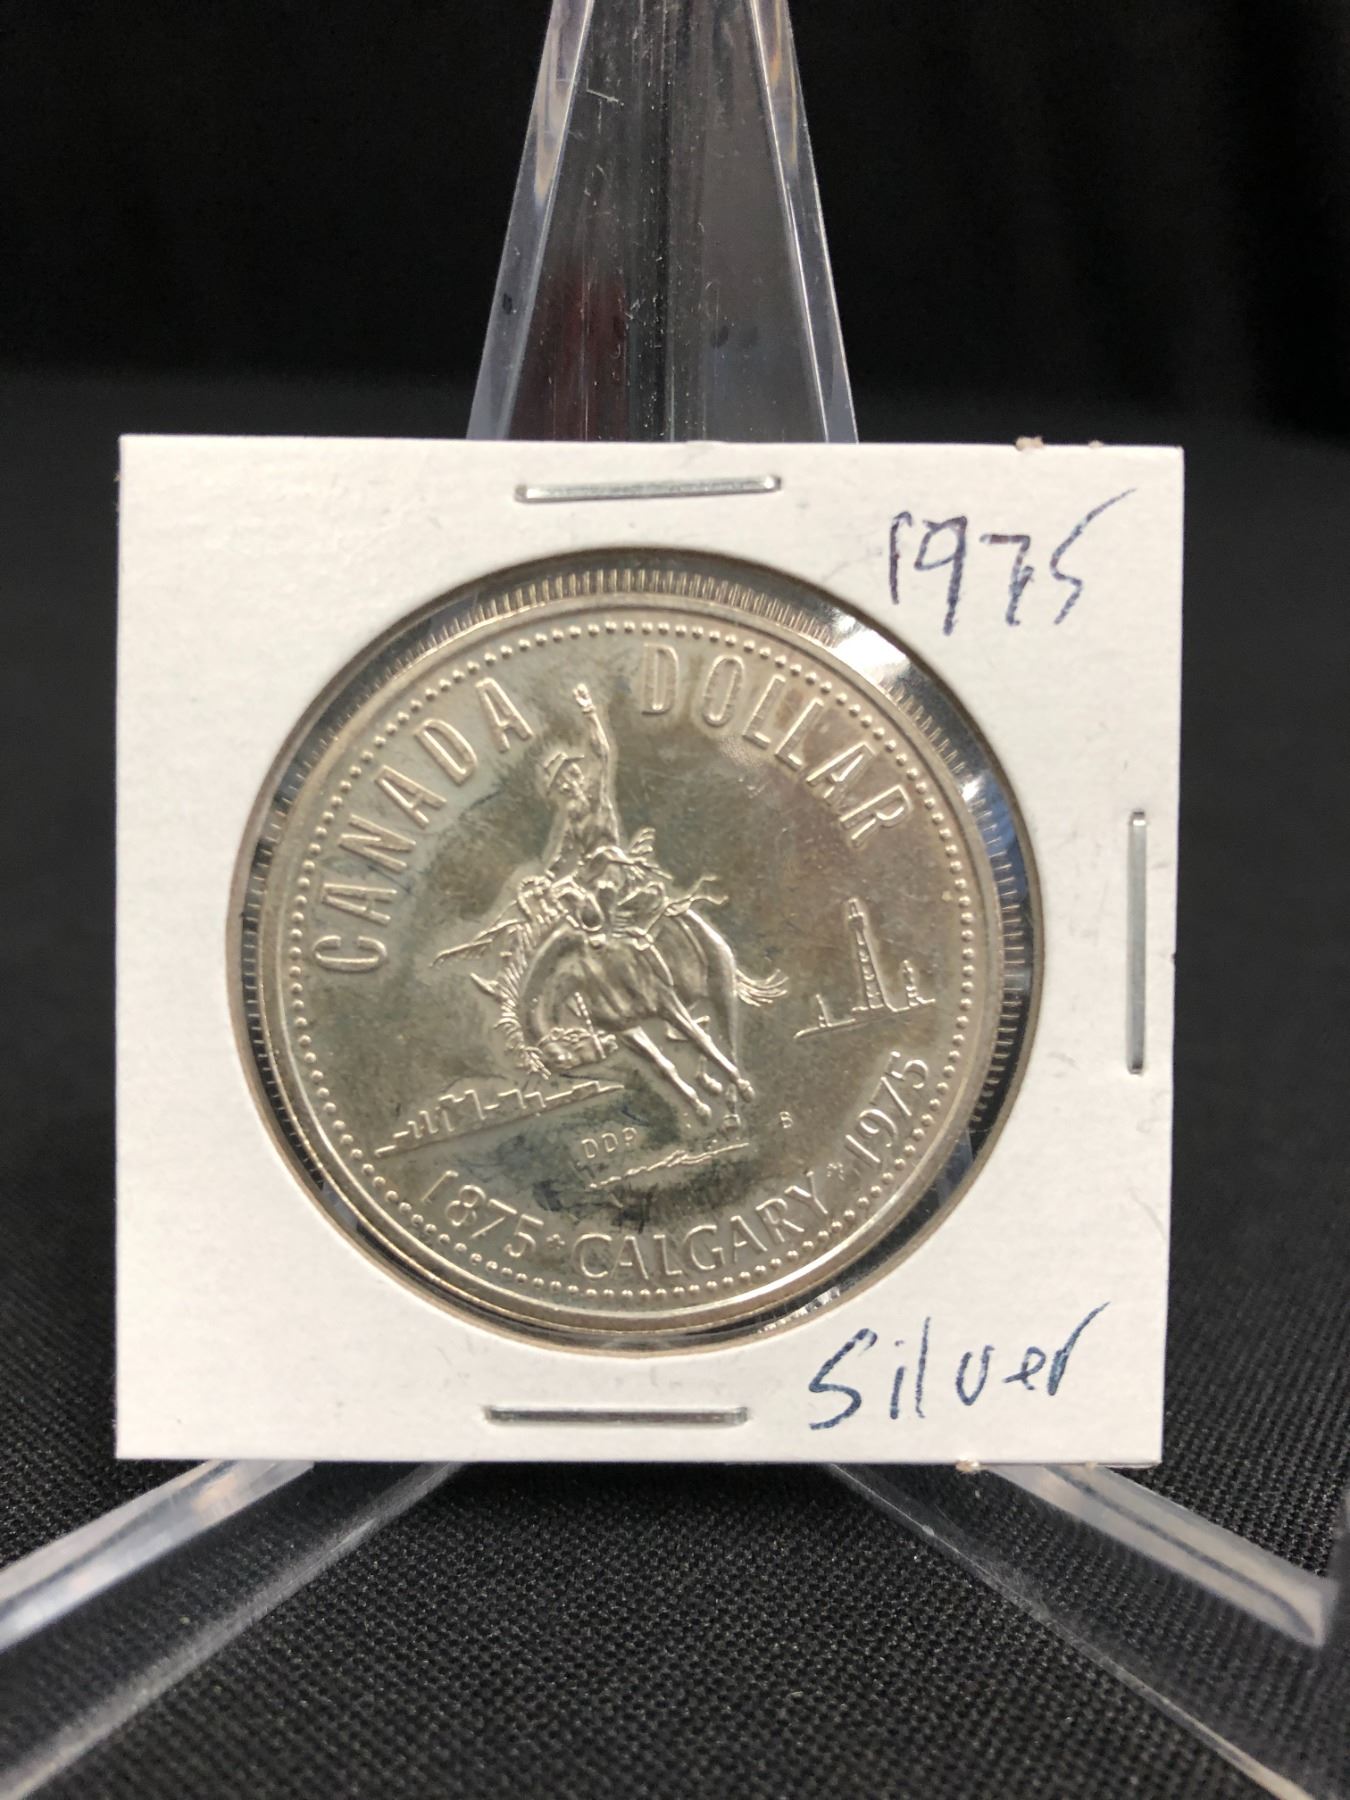 1975
CANADA DOLLAR
DDP B
1875 * CALGARY * 1975
Silver